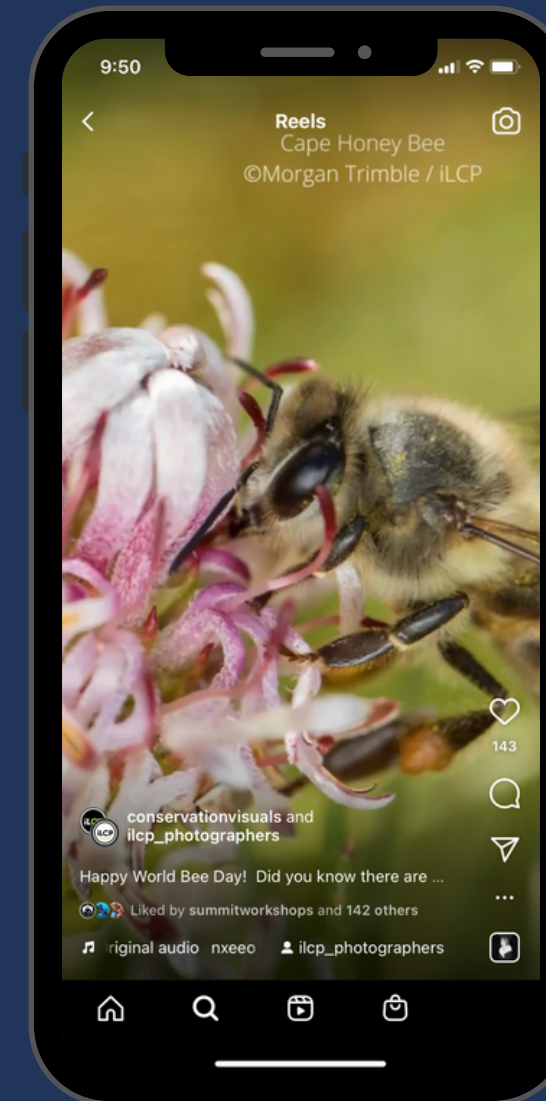 9:50
Reels
Cape Honey Bee
©Morgan Trimble / iLCP
143
iLCP
conservationvisuals and
ilcp_photographers
Happy World Bee Day!  Did you know there are ...
Liked by summitworkshops and 142 others
riginal audio nxeeo ilcp_photographers